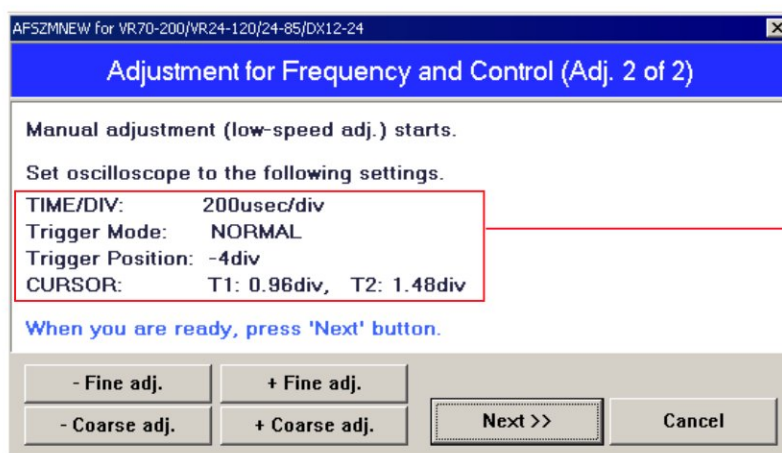 AFSZMNEW for VR70-200/VR24-120/24-85/DX12-24
Adjustment for Frequency and Control (Adj. 2 of 2)
Manual adjustment (low-speed adj.) starts.
Set oscilloscope to the following settings.
TIME/DIV: 200usec/div
Trigger Mode: NORMAL
Trigger Position: -4div
CURSOR: T1: 0.96div, T2: 1.48div
When you are ready, press 'Next' button.
- Fine adj. + Fine adj.
- Coarse adj. + Coarse adj. Next >> Cancel